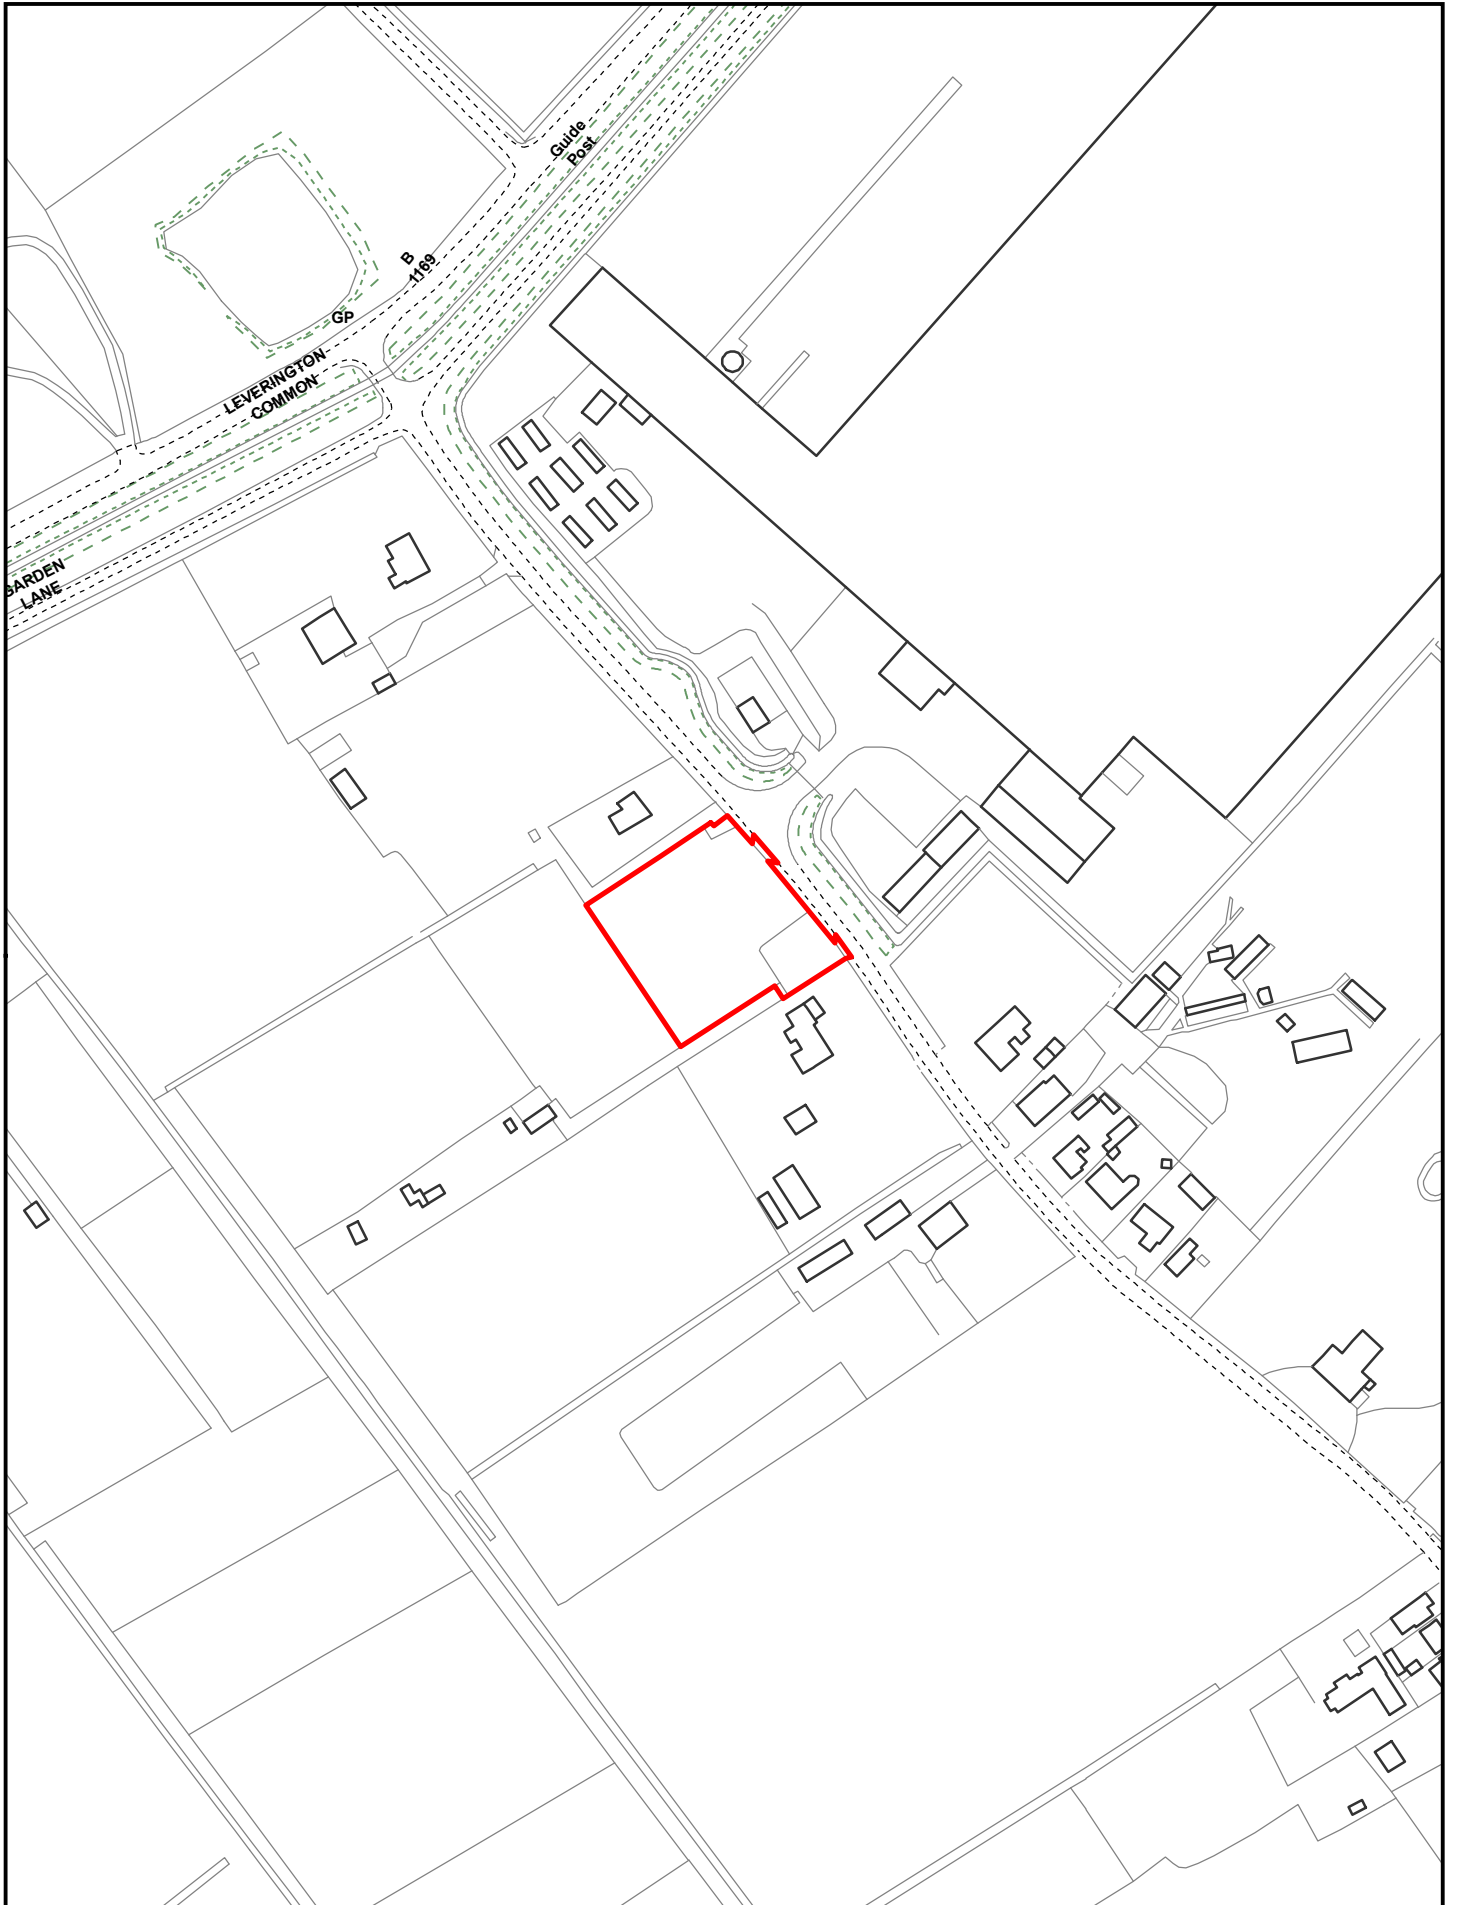 Guide
Post
B
1169
GP
LEVERINGTON
COMMON
GARDEN
LANE